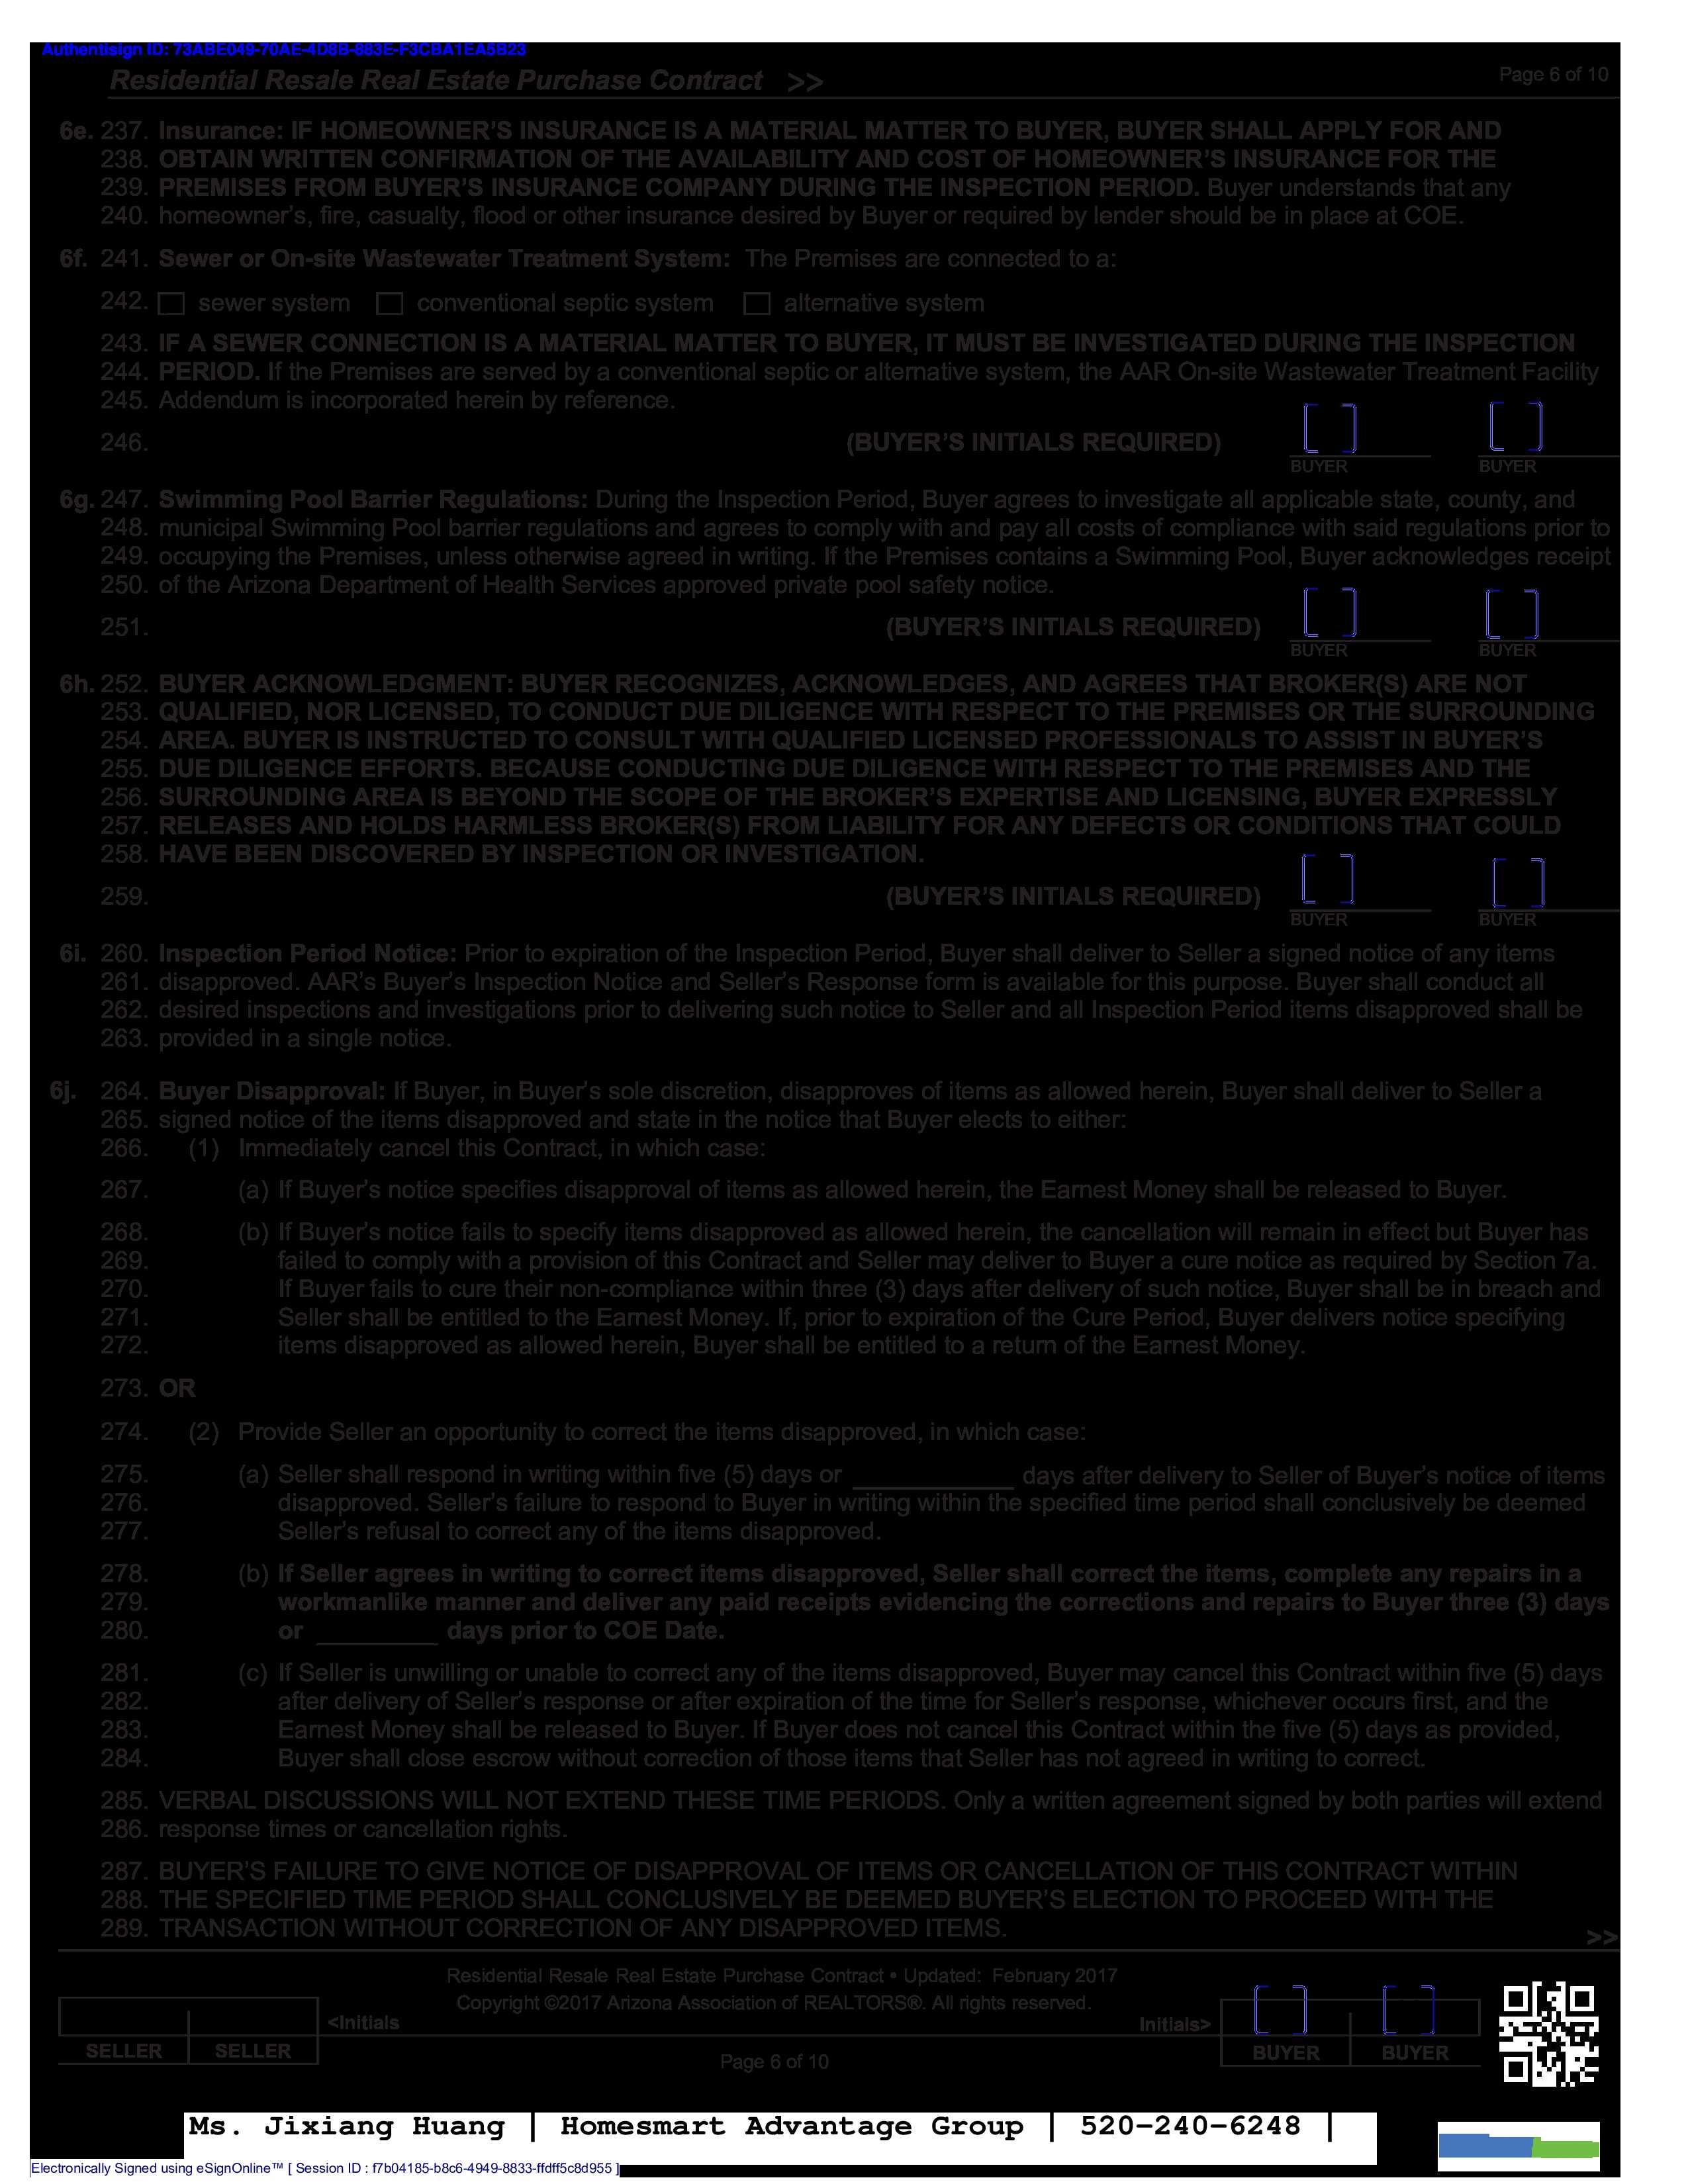 Authentisign ID: 73ABE049-70AE-4D8B-883E-F3CBA1EA5B23
Residential Resale Real Estate Purchase Contract >>
Page 6 of 10
6e. 237. Insurance: IF HOMEOWNER'S INSURANCE IS A MATERIAL MATTER TO BUYER, BUYER SHALL APPLY FOR AND
238. OBTAIN WRITTEN CONFIRMATION OF THE AVAILABILITY AND COST OF HOMEOWNER'S INSURANCE FOR THE
239. PREMISES FROM BUYER'S INSURANCE COMPANY DURING THE INSPECTION PERIOD. Buyer understands that any
240. homeowner's, fire, casualty, flood or other insurance desired by Buyer or required by lender should be in place at COE.
6f. 241. Sewer or On-site Wastewater Treatment System: The Premises are connected to a:
242. sewer system conventional septic system alternative system
243. IF A SEWER CONNECTION IS A MATERIAL MATTER TO BUYER, IT MUST BE INVESTIGATED DURING THE INSPECTION
244. PERIOD. If the Premises are served by a conventional septic or alternative system, the AAR On-site Wastewater Treatment Facility
245. Addendum is incorporated herein by reference.
246. (BUYER'S INITIALS REQUIRED) [ ] [ ]
BUYER BUYER
6g. 247. Swimming Pool Barrier Regulations: During the Inspection Period, Buyer agrees to investigate all applicable state, county, and
248. municipal Swimming Pool barrier regulations and agrees to comply with and pay all costs of compliance with said regulations prior to
249. occupying the Premises, unless otherwise agreed in writing. If the Premises contains a Swimming Pool, Buyer acknowledges receipt
250. of the Arizona Department of Health Services approved private pool safety notice.
251. (BUYER'S INITIALS REQUIRED) [ ] [ ]
BUYER BUYER
6h. 252. BUYER ACKNOWLEDGMENT: BUYER RECOGNIZES, ACKNOWLEDGES, AND AGREES THAT BROKER(S) ARE NOT
253. QUALIFIED, NOR LICENSED, TO CONDUCT DUE DILIGENCE WITH RESPECT TO THE PREMISES OR THE SURROUNDING
254. AREA. BUYER IS INSTRUCTED TO CONSULT WITH QUALIFIED LICENSED PROFESSIONALS TO ASSIST IN BUYER'S
255. DUE DILIGENCE EFFORTS. BECAUSE CONDUCTING DUE DILIGENCE WITH RESPECT TO THE PREMISES AND THE
256. SURROUNDING AREA IS BEYOND THE SCOPE OF THE BROKER'S EXPERTISE AND LICENSING, BUYER EXPRESSLY
257. RELEASES AND HOLDS HARMLESS BROKER(S) FROM LIABILITY FOR ANY DEFECTS OR CONDITIONS THAT COULD
258. HAVE BEEN DISCOVERED BY INSPECTION OR INVESTIGATION.
259. (BUYER'S INITIALS REQUIRED) [ ] [ ]
BUYER BUYER
6i. 260. Inspection Period Notice: Prior to expiration of the Inspection Period, Buyer shall deliver to Seller a signed notice of any items
261. disapproved. AAR's Buyer's Inspection Notice and Seller's Response form is available for this purpose. Buyer shall conduct all
262. desired inspections and investigations prior to delivering such notice to Seller and all Inspection Period items disapproved shall be
263. provided in a single notice.
6j. 264. Buyer Disapproval: If Buyer, in Buyer's sole discretion, disapproves of items as allowed herein, Buyer shall deliver to Seller a
265. signed notice of the items disapproved and state in the notice that Buyer elects to either:
266. (1) Immediately cancel this Contract, in which case:
267. (a) If Buyer's notice specifies disapproval of items as allowed herein, the Earnest Money shall be released to Buyer.
268. (b) If Buyer's notice fails to specify items disapproved as allowed herein, the cancellation will remain in effect but Buyer has
269. failed to comply with a provision of this Contract and Seller may deliver to Buyer a cure notice as required by Section 7a.
270. If Buyer fails to cure their non-compliance within three (3) days after delivery of such notice, Buyer shall be in breach and
271. Seller shall be entitled to the Earnest Money. If, prior to expiration of the Cure Period, Buyer delivers notice specifying
272. items disapproved as allowed herein, Buyer shall be entitled to a return of the Earnest Money.
273. OR
274. (2) Provide Seller an opportunity to correct the items disapproved, in which case:
275. (a) Seller shall respond in writing within five (5) days or ____________ days after delivery to Seller of Buyer's notice of items
276. disapproved. Seller's failure to respond to Buyer in writing within the specified time period shall conclusively be deemed
277. Seller's refusal to correct any of the items disapproved.
278. (b) If Seller agrees in writing to correct items disapproved, Seller shall correct the items, complete any repairs in a
279. workmanlike manner and deliver any paid receipts evidencing the corrections and repairs to Buyer three (3) days
280. or _________ days prior to COE Date.
281. (c) If Seller is unwilling or unable to correct any of the items disapproved, Buyer may cancel this Contract within five (5) days
282. after delivery of Seller's response or after expiration of the time for Seller's response, whichever occurs first, and the
283. Earnest Money shall be released to Buyer. If Buyer does not cancel this Contract within the five (5) days as provided,
284. Buyer shall close escrow without correction of those items that Seller has not agreed in writing to correct.
285. VERBAL DISCUSSIONS WILL NOT EXTEND THESE TIME PERIODS. Only a written agreement signed by both parties will extend
286. response times or cancellation rights.
287. BUYER'S FAILURE TO GIVE NOTICE OF DISAPPROVAL OF ITEMS OR CANCELLATION OF THIS CONTRACT WITHIN
288. THE SPECIFIED TIME PERIOD SHALL CONCLUSIVELY BE DEEMED BUYER'S ELECTION TO PROCEED WITH THE
289. TRANSACTION WITHOUT CORRECTION OF ANY DISAPPROVED ITEMS.
>>
Residential Resale Real Estate Purchase Contract • Updated: February 2017
Copyright ©2017 Arizona Association of REALTORS®. All rights reserved.
<Initials Initials> [ ] [ ]
SELLER SELLER BUYER BUYER
Page 6 of 10
Ms. Jixiang Huang | Homesmart Advantage Group | 520-240-6248 |
Electronically Signed using eSignOnline™ [ Session ID : f7b04185-b8c6-4949-8833-ffdff5c8d955 ]